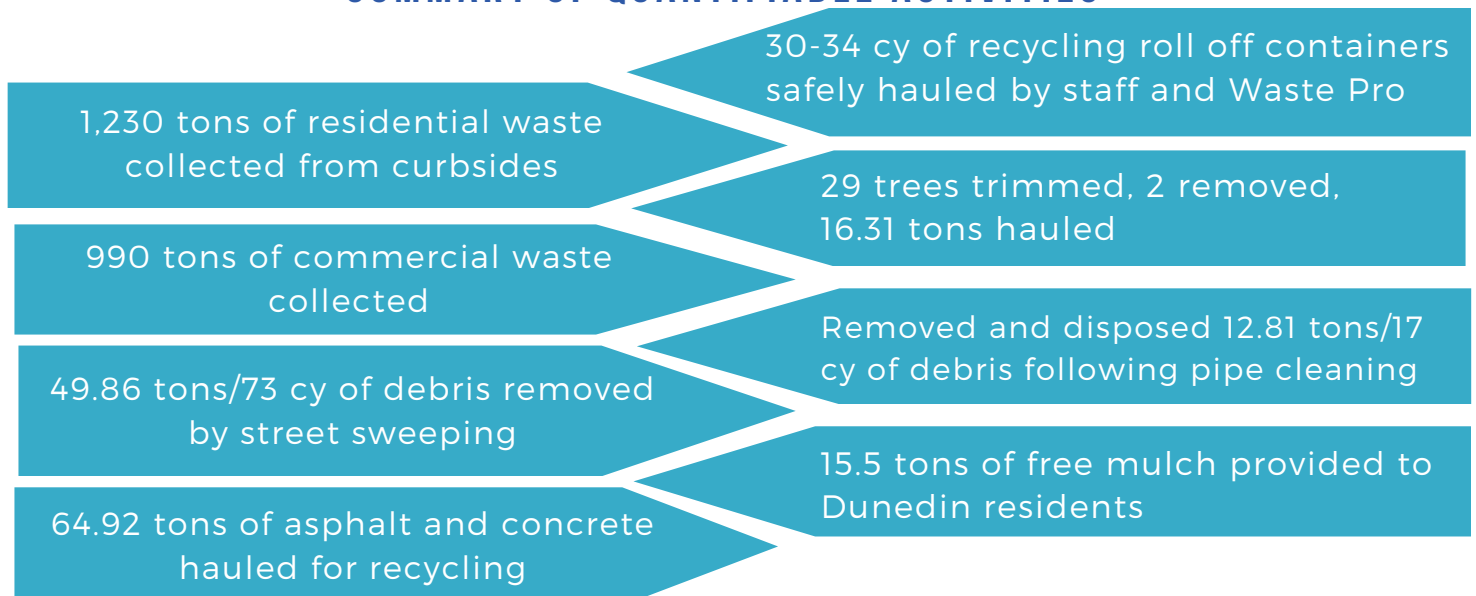 SUMMARY OF QUANTIFIABLE ACTIVITIES
30-34 cy of recycling roll off containers
safely hauled by staff and Waste Pro
1,230 tons of residential waste
collected from curbsides
29 trees trimmed, 2 removed,
16.31 tons hauled
990 tons of commercial waste
collected
Removed and disposed 12.81 tons/17
cy of debris following pipe cleaning
49.86 tons/73 cy of debris removed
by street sweeping
15.5 tons of free mulch provided to
Dunedin residents
64.92 tons of asphalt and concrete
hauled for recycling